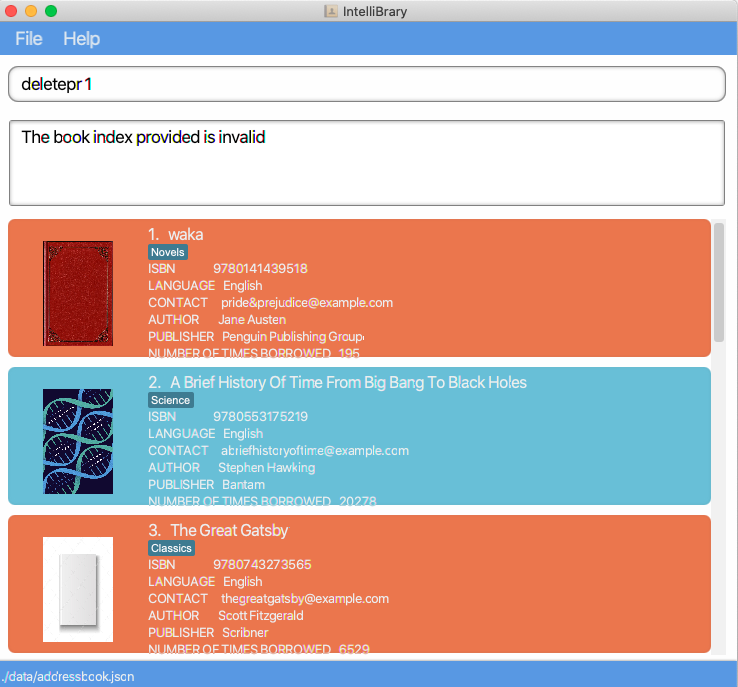 IntelliBrary
File Help
deletepr 1
The book index provided is invalid
1. waka
Novels
ISBN 9780141439518
LANGUAGE English
CONTACT pride&prejudice@example.com
AUTHOR Jane Austen
PUBLISHER Penguin Publishing Group
NUMBER OF TIMES BORROWED 195
2. A Brief History Of Time From Big Bang To Black Holes
Science
ISBN 9780553175219
LANGUAGE English
CONTACT abriefhistoryoftime@example.com
AUTHOR Stephen Hawking
PUBLISHER Bantam
NUMBER OF TIMES BORROWED 20278
3. The Great Gatsby
Classics
ISBN 9780743273565
LANGUAGE English
CONTACT thegreatgatsby@example.com
AUTHOR Scott Fitzgerald
PUBLISHER Scribner
NUMBER OF TIMES BORROWED 6529
./data/addressbook.json